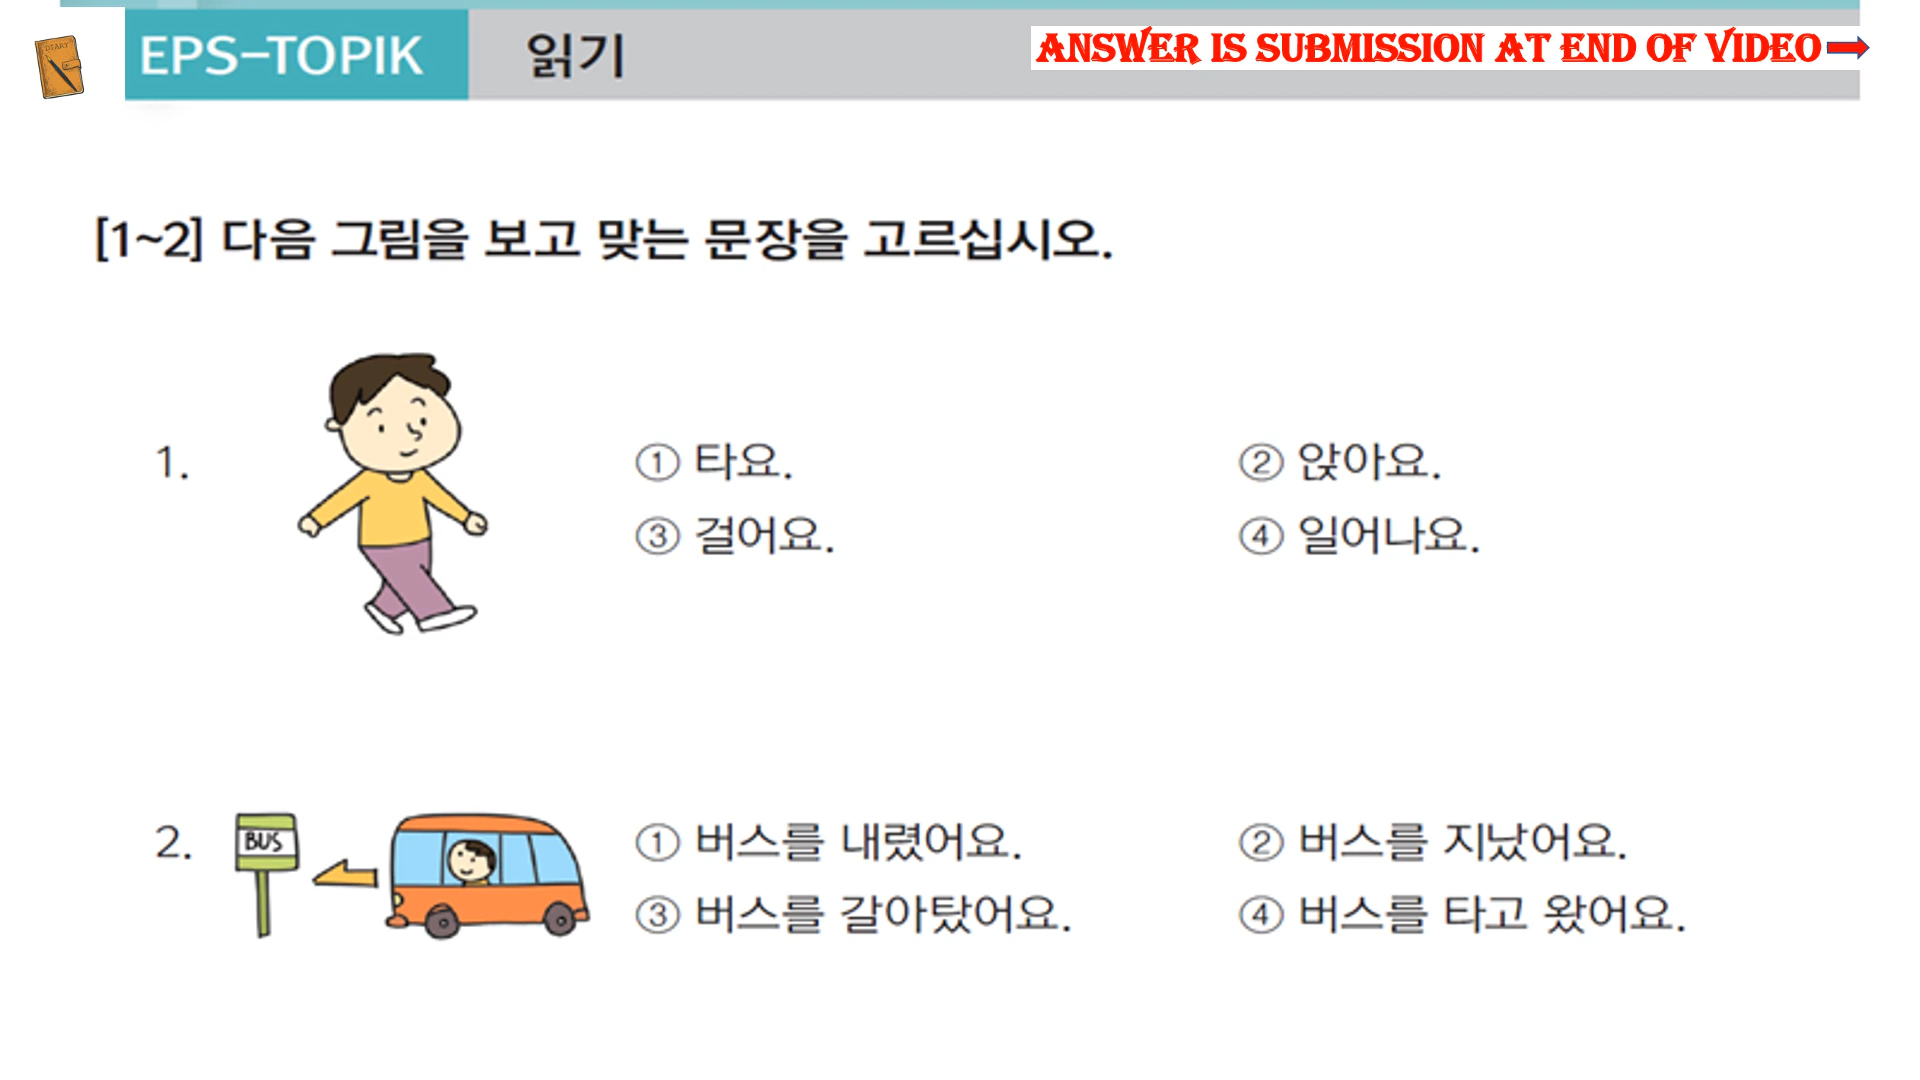 EPS-TOPIK 읽기 ANSWER IS SUBMISSION AT END OF VIDEO
DIARY
[1~2] 다음 그림을 보고 맞는 문장을 고르십시오.
1. ① 타요. ② 앉아요.
③ 걸어요. ④ 일어나요.
2. BUS ① 버스를 내렸어요. ② 버스를 지났어요.
③ 버스를 갈아탔어요. ④ 버스를 타고 왔어요.